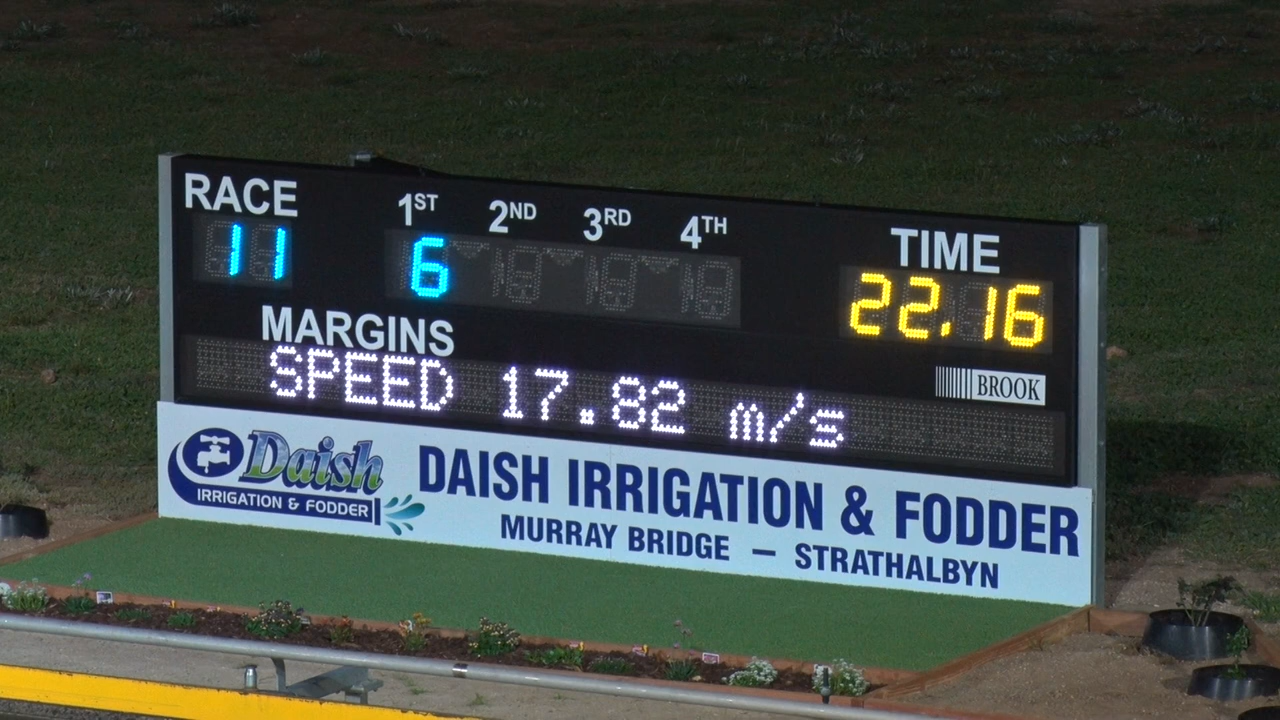 RACE 1ST 2ND 3RD 4TH TIME
11 6 22.16
MARGINS
SPEED 17.82 m/s
BROOK
Daish
IRRIGATION & FODDER
DAISH IRRIGATION & FODDER
MURRAY BRIDGE — STRATHALBYN